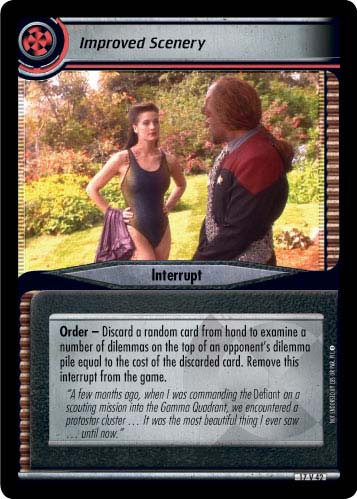 Improved Scenery
Interrupt
Order – Discard a random card from hand to examine a
number of dilemmas on the top of an opponent's dilemma
pile equal to the cost of the discarded card. Remove this
interrupt from the game.
"A few months ago, when I was commanding the Defiant on a
scouting mission into the Gamma Quadrant, we encountered a
protostar cluster ... It was the most beautiful thing I ever saw
... until now."
17 V 42